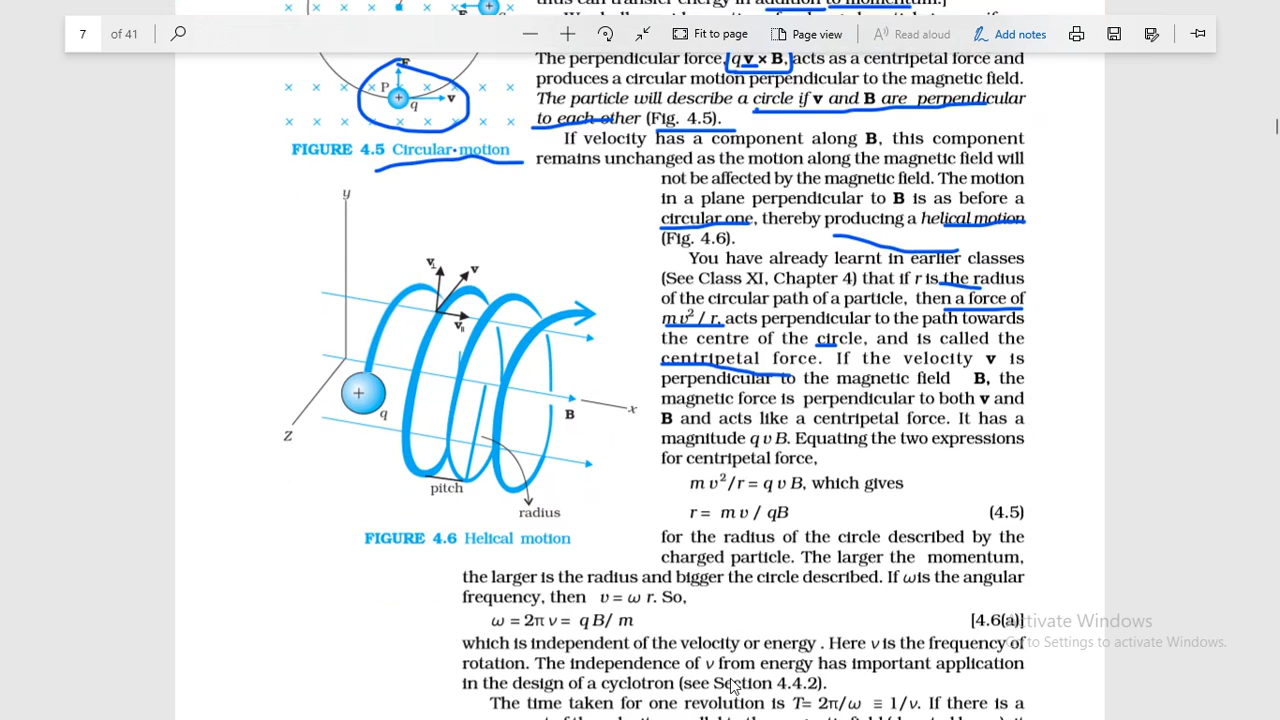 thus can transfer energy in addition to momentum.]
7 of 41
Fit to page
Page view
Read aloud
Add notes
F
The perpendicular force, q v × B, acts as a centripetal force and
produces a circular motion perpendicular to the magnetic field.
The particle will describe a circle if v and B are perpendicular
to each other (Fig. 4.5).
F
P
v
q
FIGURE 4.5 Circular motion
If velocity has a component along B, this component
remains unchanged as the motion along the magnetic field will
not be affected by the magnetic field. The motion
in a plane perpendicular to B is as before a
circular one, thereby producing a helical motion
(Fig. 4.6).
You have already learnt in earlier classes
(See Class XI, Chapter 4) that if r is the radius
of the circular path of a particle, then a force of
m v² / r, acts perpendicular to the path towards
the centre of the circle, and is called the
centripetal force. If the velocity v is
perpendicular to the magnetic field B, the
magnetic force is perpendicular to both v and
B and acts like a centripetal force. It has a
magnitude q v B. Equating the two expressions
for centripetal force,
m v²/r = q v B, which gives
r = m v / qB (4.5)
y
v⊥
v
v∥
+
q
B
x
z
pitch
radius
FIGURE 4.6 Helical motion
for the radius of the circle described by the
charged particle. The larger the momentum,
the larger is the radius and bigger the circle described. If ω is the angular
frequency, then v = ω r. So,
ω = 2π ν = q B/ m [4.6(a)]
which is independent of the velocity or energy . Here ν is the frequency of
rotation. The independence of ν from energy has important application
in the design of a cyclotron (see Section 4.4.2).
The time taken for one revolution is T= 2π/ω ≡ 1/ν. If there is a
Activate Windows
Go to Settings to activate Windows.